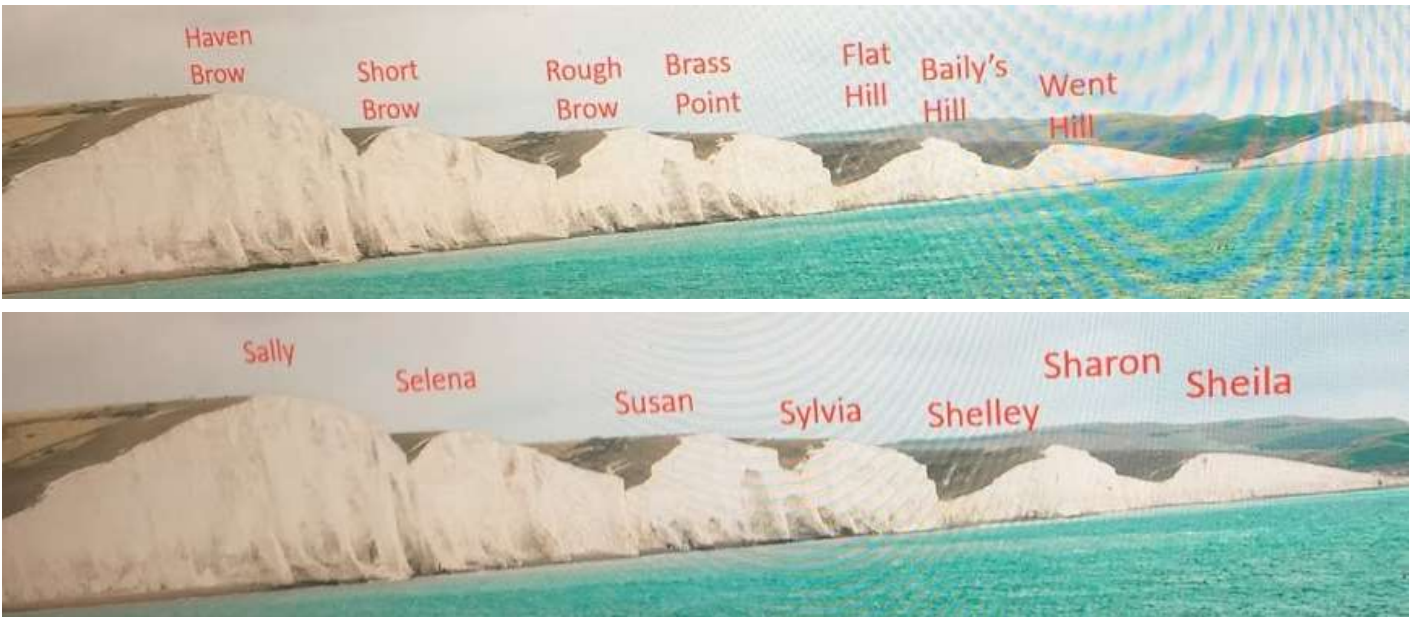 Haven
Brow
Short
Brow
Rough
Brow
Brass
Point
Flat
Hill
Baily's
Hill
Went
Hill
Sally
Selena
Susan
Sylvia
Shelley
Sharon
Sheila